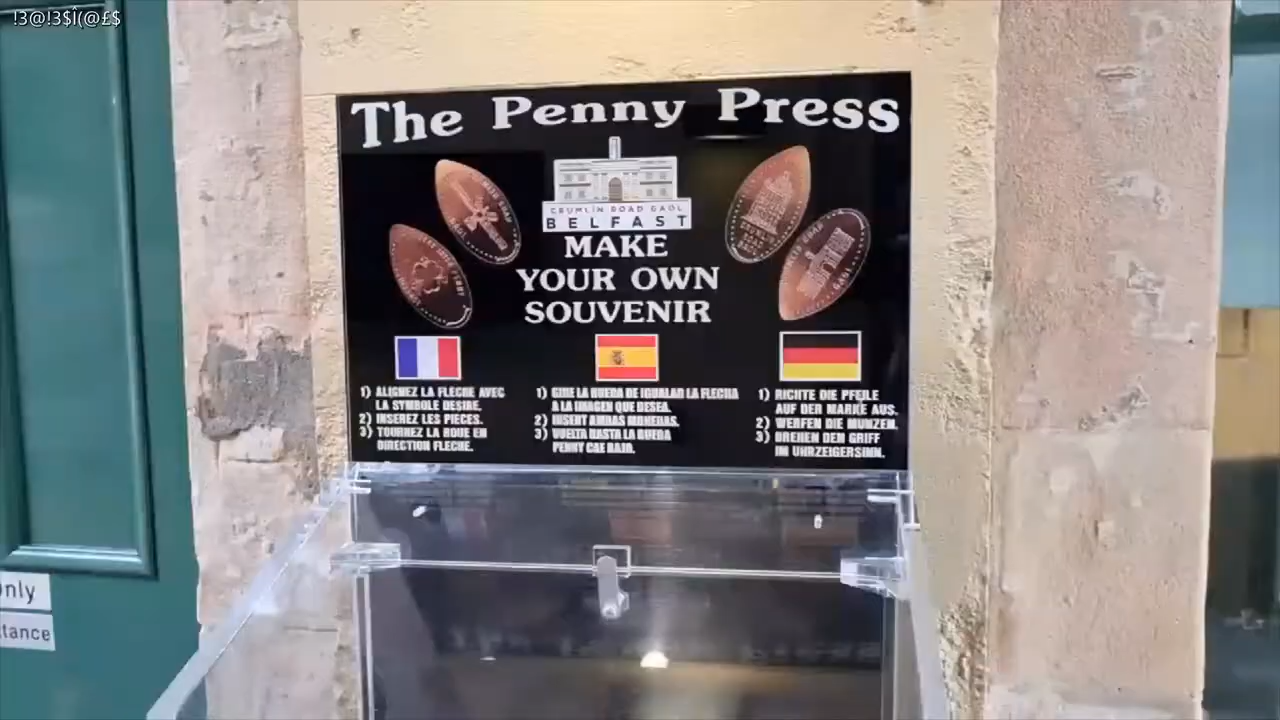 !3@!3$Î(@£$
The Penny Press
CRUMLIN ROAD GAOL
BELFAST
MAKE
YOUR OWN
SOUVENIR
1) ALIGNEZ LA FLECHE AVEC
LA SYMBOLE DESIRE.
2) INSEREZ LES PIECES.
3) TOURNEZ LA ROUE EN
DIRECTION FLECHE.
1) GIRE LA RUEDA DE IGUALAR LA FLECHA
A LA IMAGEN QUE DESEA.
2) INSERT AMBAS MONEDAS.
3) VUELTA HASTA LA RUEDA
PENNY CAE BAJO.
1) RICHTE DIE PFEILE
AUF DER MARKE AUS.
2) WERFEN DIE MUNZEN.
3) DREHEN DEN GRIFF
IM UHRZEIGERSINN.
only
ttance